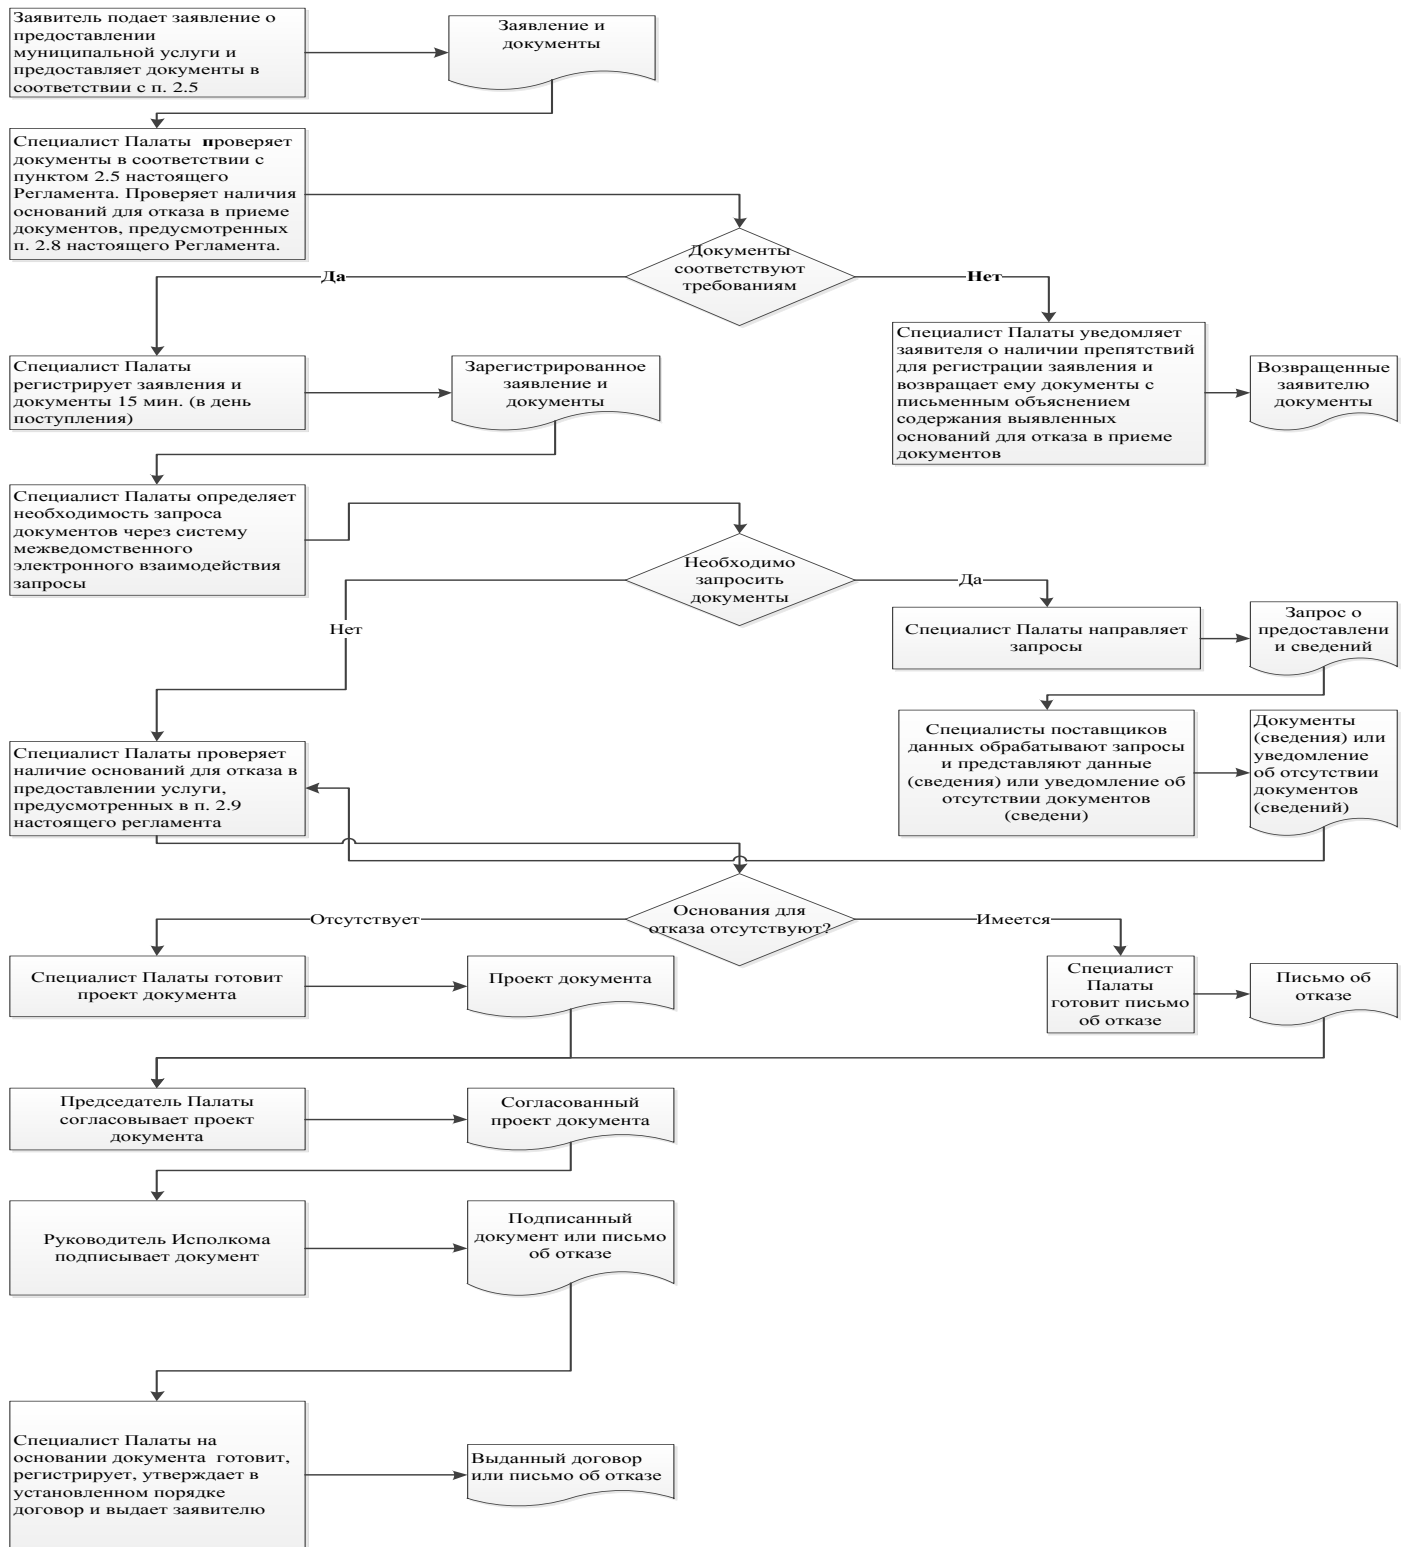 Заявитель подает заявление о
предоставлении
муниципальной услуги и
предоставляет документы в
соответствии с п. 2.5
Заявление и
документы
Специалист Палаты  проверяет
документы в соответствии с
пунктом 2.5 настоящего
Регламента. Проверяет наличия
оснований для отказа в приеме
документов, предусмотренных
п. 2.8 настоящего Регламента.
Документы
соответствуют
требованиям
Да
Нет
Специалист Палаты
регистрирует заявления и
документы 15 мин. (в день
поступления)
Зарегистрированное
заявление и
документы
Специалист Палаты уведомляет
заявителя о наличии препятствий
для регистрации заявления и
возвращает ему документы с
письменным объяснением
содержания выявленных
оснований для отказа в приеме
документов
Возвращенные
заявителю
документы
Специалист Палаты определяет
необходимость запроса
документов через систему
межведомственного
электронного взаимодействия
запросы
Необходимо
запросить
документы
Да
Нет
Специалист Палаты направляет
запросы
Запрос о
предоставлени
и сведений
Специалисты поставщиков
данных обрабатывают запросы
и представляют данные
(сведения) или уведомление об
отсутствии документов
(сведени)
Документы
(сведения) или
уведомление
об отсутствии
документов
(сведений)
Специалист Палаты проверяет
наличие оснований для отказа в
предоставлении услуги,
предусмотренных в п. 2.9
настоящего регламента
Основания для
отказа отсутствуют?
Отсутствует
Имеется
Специалист Палаты готовит
проект документа
Проект документа
Специалист
Палаты
готовит письмо
об отказе
Письмо об
отказе
Председатель Палаты
согласовывает проект
документа
Согласованный
проект документа
Руководитель Исполкома
подписывает документ
Подписанный
документ или письмо
об отказе
Специалист Палаты на
основании документа  готовит,
регистрирует, утверждает в
установленном порядке
договор и выдает заявителю
Выданный договор
или письмо об отказе